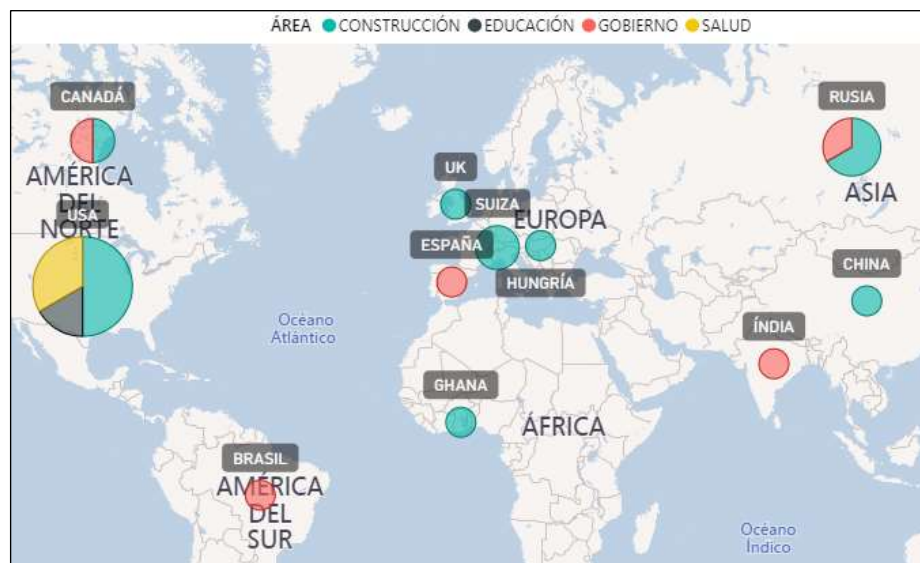 ÁREA CONSTRUCCIÓN EDUCACIÓN GOBIERNO SALUD
CANADÁ
RUSIA
AMÉRICA
DEL
NORTE
USA
UK
SUIZA
EUROPA
ASIA
ESPAÑA
HUNGRÍA
CHINA
Océano
Atlántico
ÍNDIA
GHANA
ÁFRICA
BRASIL
AMÉRICA
DEL
SUR
Océano
Índico